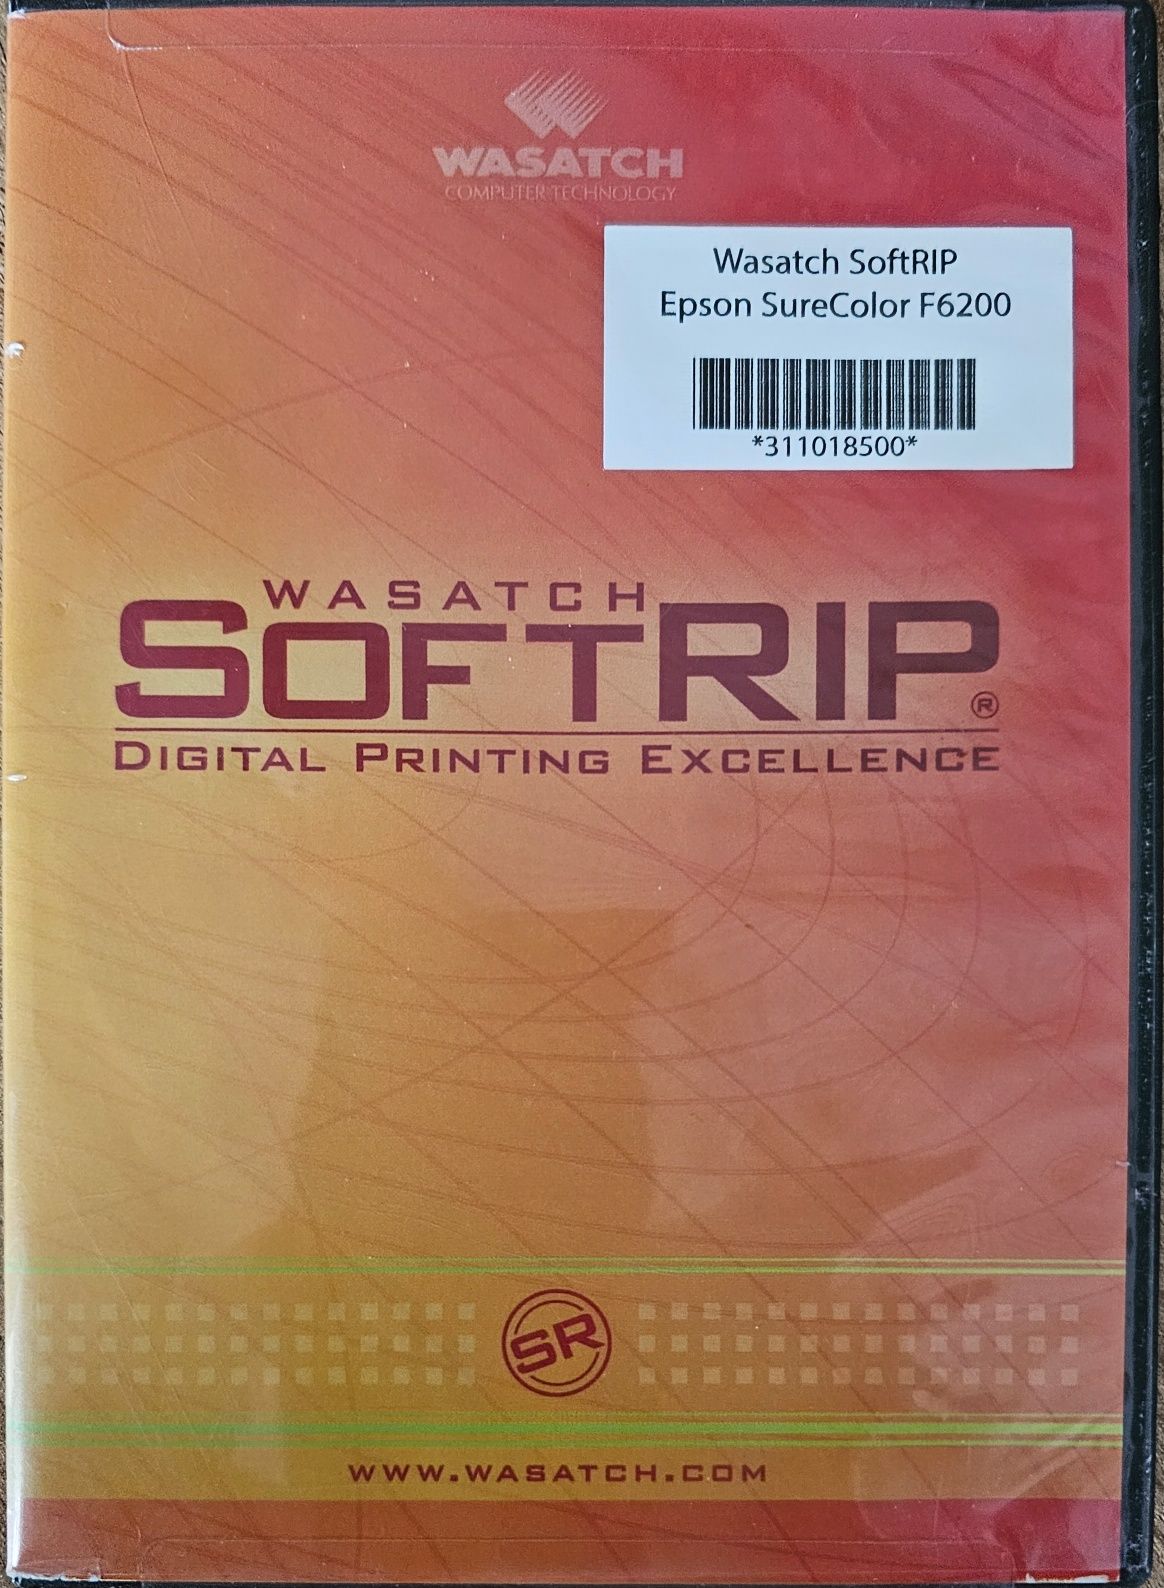 WASATCH
COMPUTER TECHNOLOGY
Wasatch SoftRIP
Epson SureColor F6200
*311018500*
WASATCH
SOFTRIP®
DIGITAL PRINTING EXCELLENCE
SR
WWW.WASATCH.COM